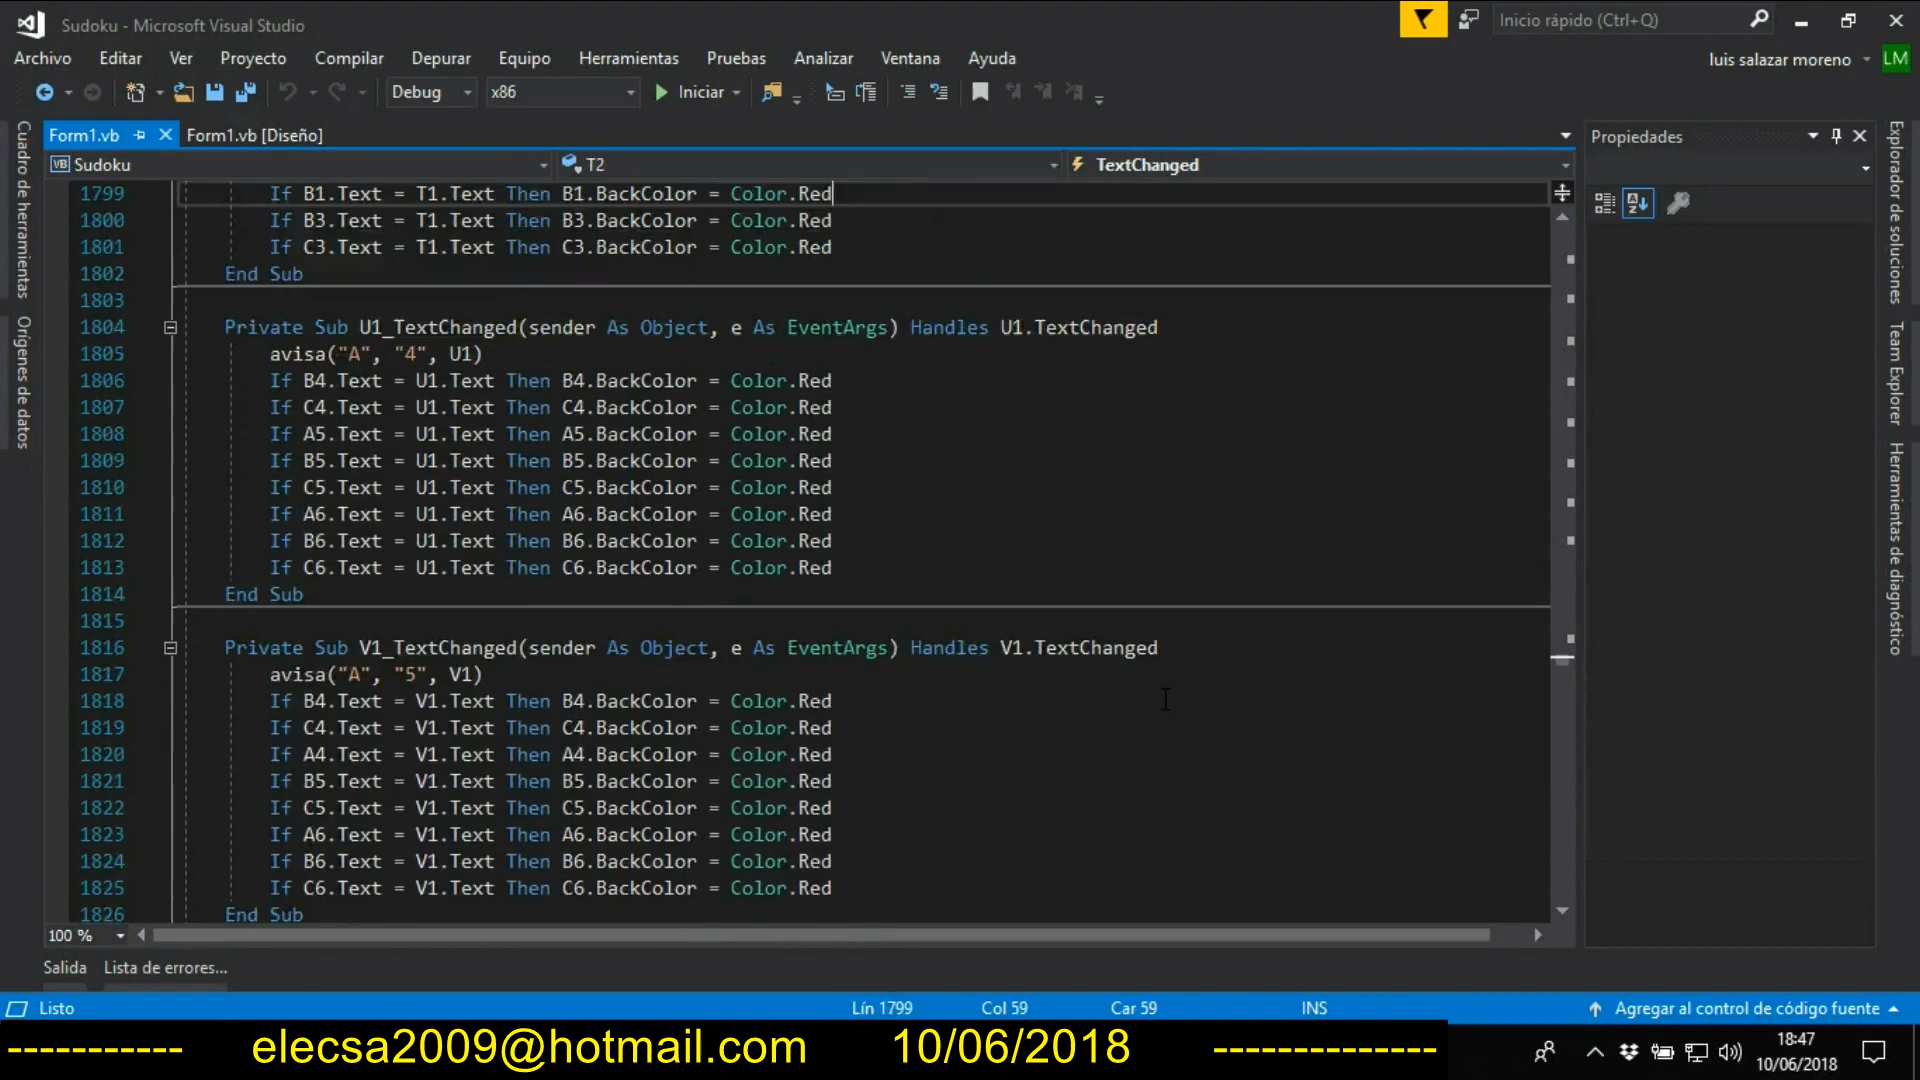 Sudoku - Microsoft Visual Studio
Inicio rápido (Ctrl+Q)
Archivo Editar Ver Proyecto Compilar Depurar Equipo Herramientas Pruebas Analizar Ventana Ayuda
luis salazar moreno LM
Debug x86 Iniciar
Form1.vb Form1.vb [Diseño]
Propiedades
VB Sudoku T2 TextChanged
Cuadro de herramientas
Orígenes de datos
Explorador de soluciones
Team Explorer
Herramientas de diagnóstico
1799 If B1.Text = T1.Text Then B1.BackColor = Color.Red
1800 If B3.Text = T1.Text Then B3.BackColor = Color.Red
1801 If C3.Text = T1.Text Then C3.BackColor = Color.Red
1802 End Sub
1803
1804 Private Sub U1_TextChanged(sender As Object, e As EventArgs) Handles U1.TextChanged
1805 avisa("A", "4", U1)
1806 If B4.Text = U1.Text Then B4.BackColor = Color.Red
1807 If C4.Text = U1.Text Then C4.BackColor = Color.Red
1808 If A5.Text = U1.Text Then A5.BackColor = Color.Red
1809 If B5.Text = U1.Text Then B5.BackColor = Color.Red
1810 If C5.Text = U1.Text Then C5.BackColor = Color.Red
1811 If A6.Text = U1.Text Then A6.BackColor = Color.Red
1812 If B6.Text = U1.Text Then B6.BackColor = Color.Red
1813 If C6.Text = U1.Text Then C6.BackColor = Color.Red
1814 End Sub
1815
1816 Private Sub V1_TextChanged(sender As Object, e As EventArgs) Handles V1.TextChanged
1817 avisa("A", "5", V1)
1818 If B4.Text = V1.Text Then B4.BackColor = Color.Red
1819 If C4.Text = V1.Text Then C4.BackColor = Color.Red
1820 If A4.Text = V1.Text Then A4.BackColor = Color.Red
1821 If B5.Text = V1.Text Then B5.BackColor = Color.Red
1822 If C5.Text = V1.Text Then C5.BackColor = Color.Red
1823 If A6.Text = V1.Text Then A6.BackColor = Color.Red
1824 If B6.Text = V1.Text Then B6.BackColor = Color.Red
1825 If C6.Text = V1.Text Then C6.BackColor = Color.Red
1826 End Sub
100 %
Salida Lista de errores...
Listo Lín 1799 Col 59 Car 59 INS Agregar al control de código fuente
----------- elecsa2009@hotmail.com 10/06/2018 --------------
18:47
10/06/2018